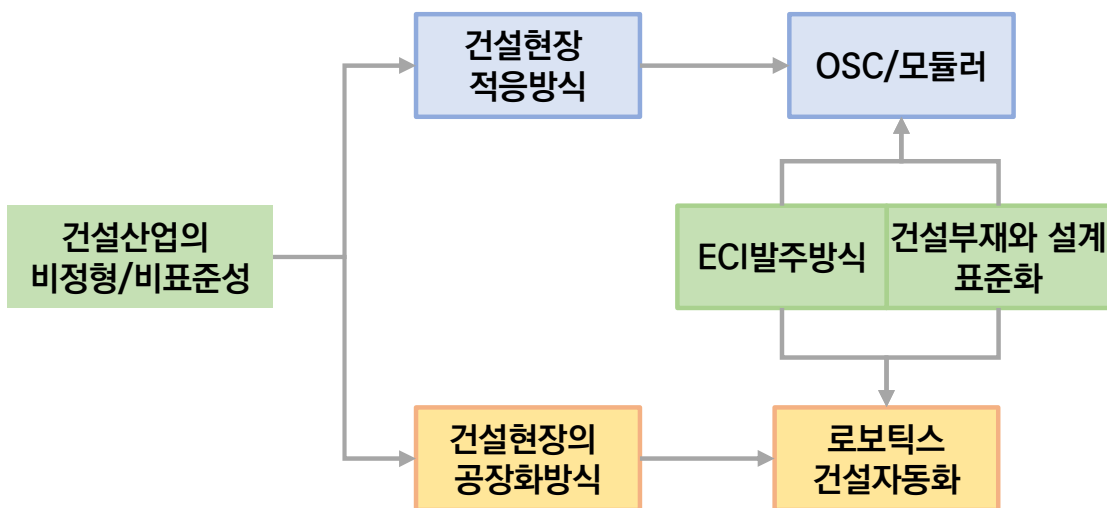 건설현장
적응방식
OSC/모듈러
건설산업의
비정형/비표준성
ECI발주방식
건설부재와 설계
표준화
건설현장의
공장화방식
로보틱스
건설자동화